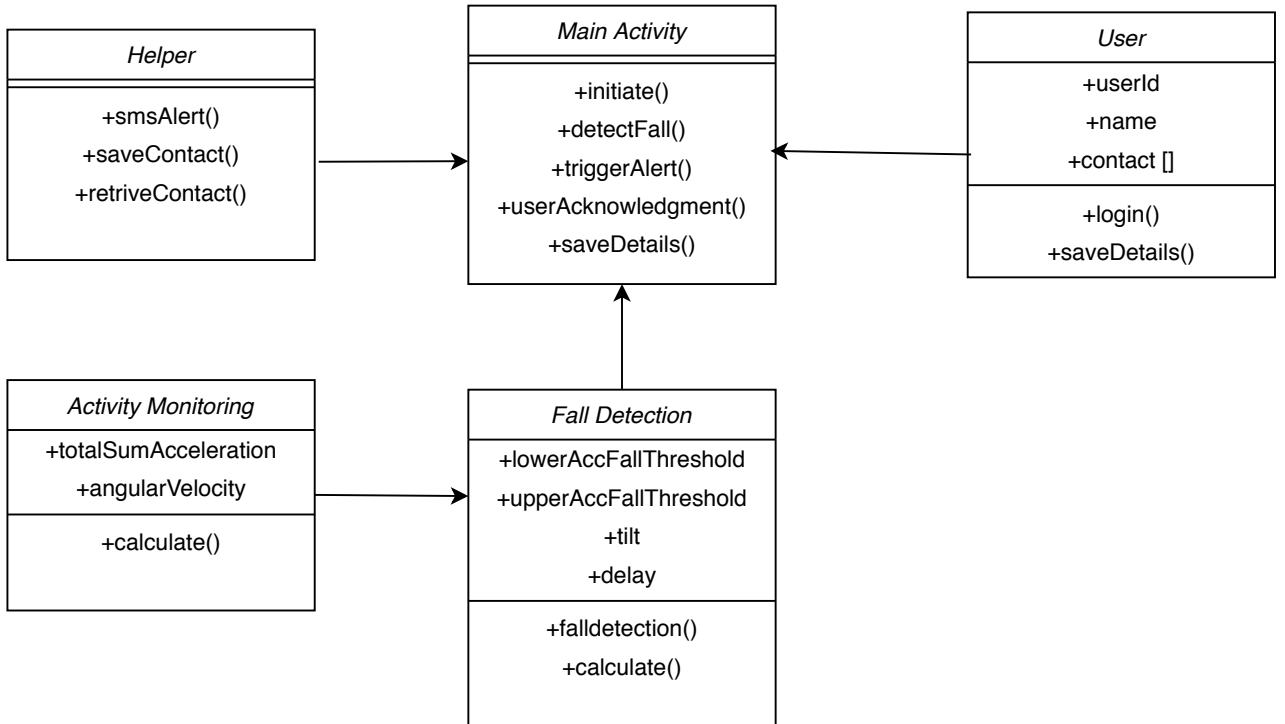 Helper
+smsAlert()
+saveContact()
+retriveContact()
Main Activity
+initiate()
+detectFall()
+triggerAlert()
+userAcknowledgment()
+saveDetails()
User
+userId
+name
+contact []
+login()
+saveDetails()
Activity Monitoring
+totalSumAcceleration
+angularVelocity
+calculate()
Fall Detection
+lowerAccFallThreshold
+upperAccFallThreshold
+tilt
+delay
+falldetection()
+calculate()